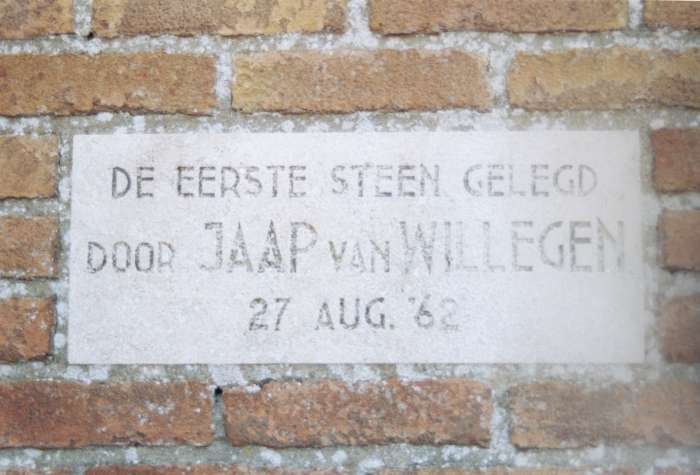 DE EERSTE STEEN GELEGD
DOOR JAAP VAN WILLEGEN
27 AUG. '62